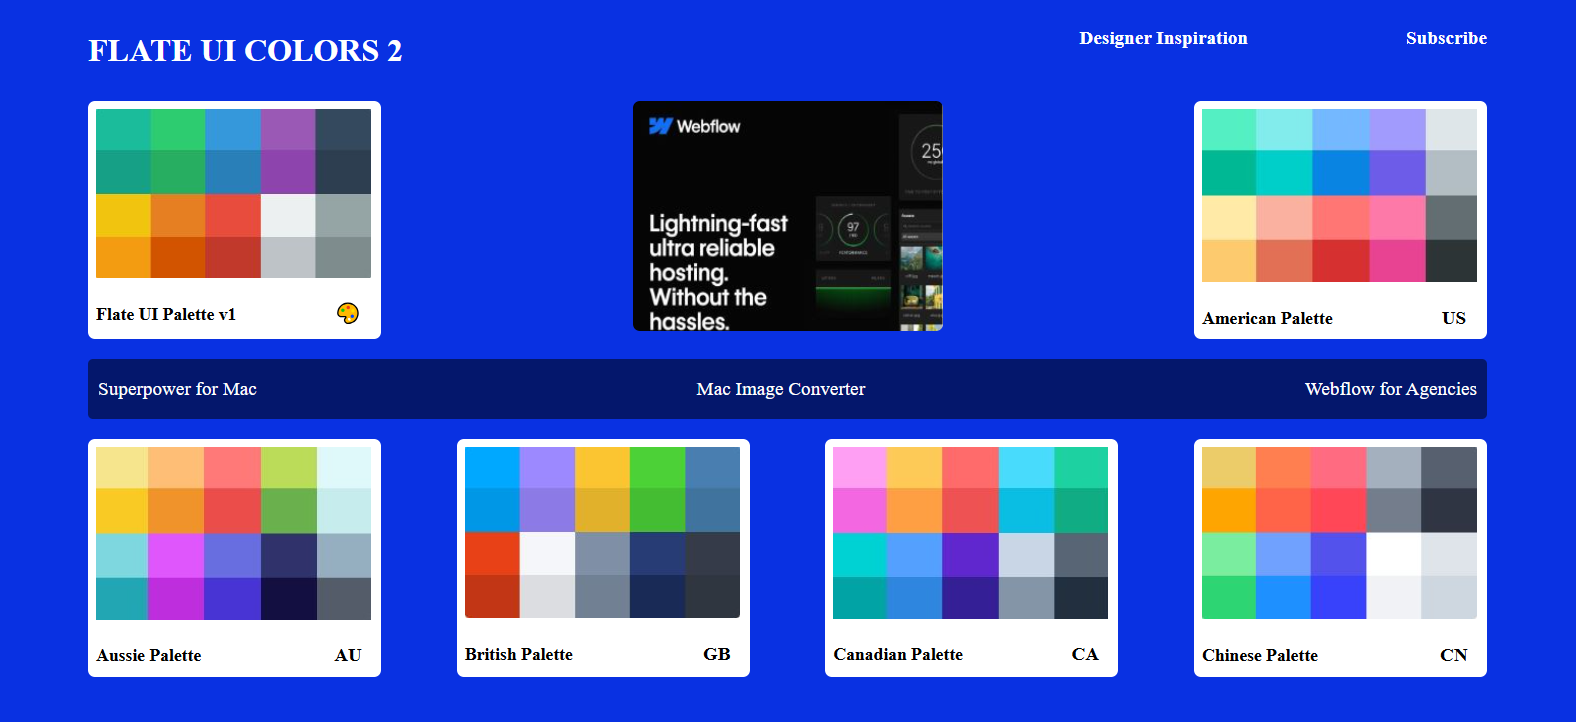 FLATE UI COLORS 2
Designer Inspiration
Subscribe
Webflow
Lightning-fast
ultra reliable
hosting.
Without the
hassles.
97
Flate UI Palette v1
American Palette
US
Superpower for Mac
Mac Image Converter
Webflow for Agencies
Aussie Palette
AU
British Palette
GB
Canadian Palette
CA
Chinese Palette
CN